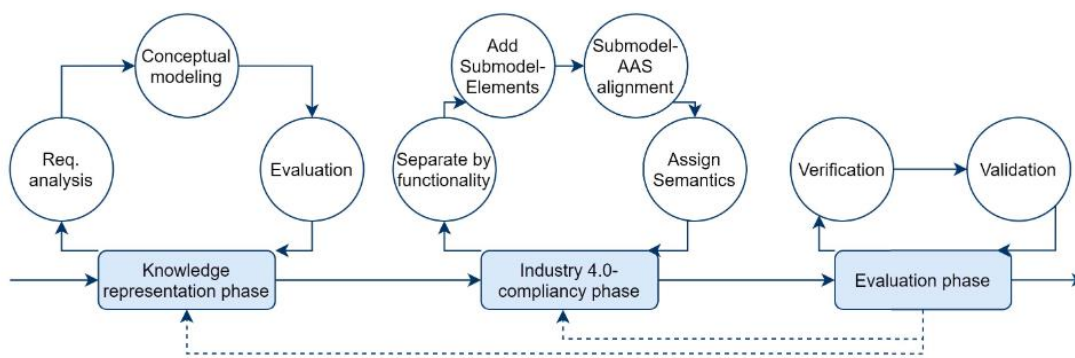 Conceptual
modeling
Req.
analysis
Evaluation
Knowledge
representation phase
Add
Submodel-
Elements
Submodel-
AAS
alignment
Separate by
functionality
Assign
Semantics
Industry 4.0-
compliancy phase
Verification
Validation
Evaluation phase